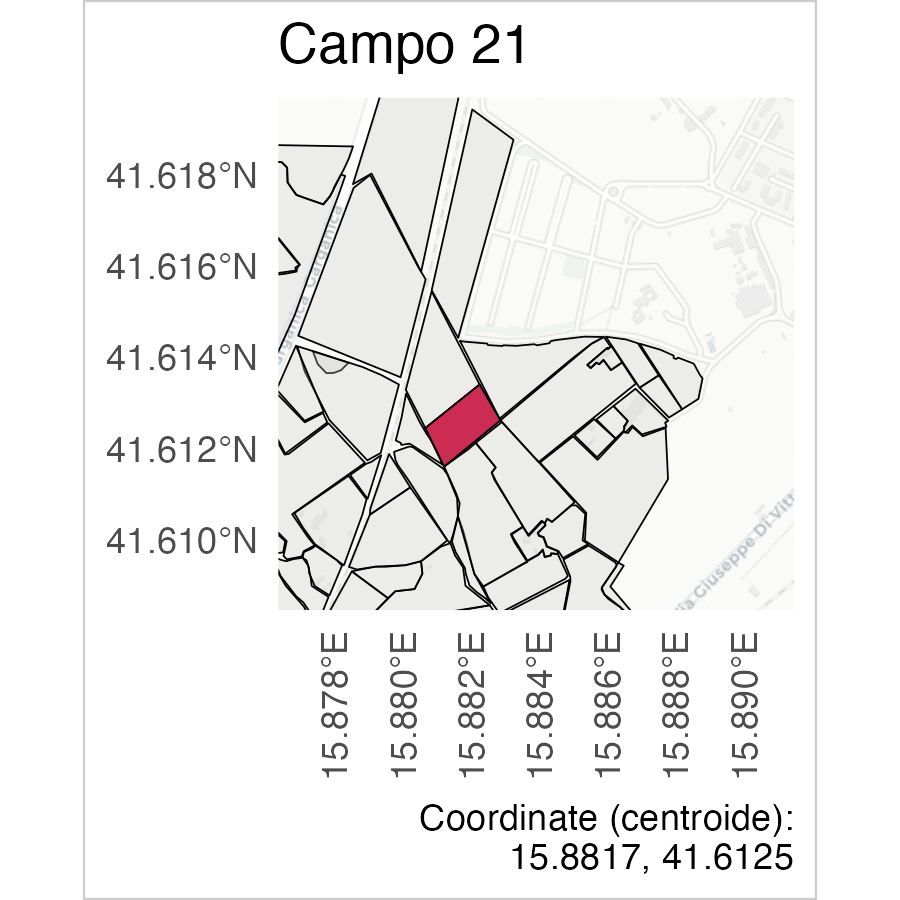 Campo 21
41.618°N
41.616°N
41.614°N
41.612°N
41.610°N
Garganica
Via Giuseppe Di Vitt
15.878°E
15.880°E
15.882°E
15.884°E
15.886°E
15.888°E
15.890°E
Coordinate (centroide):
15.8817, 41.6125